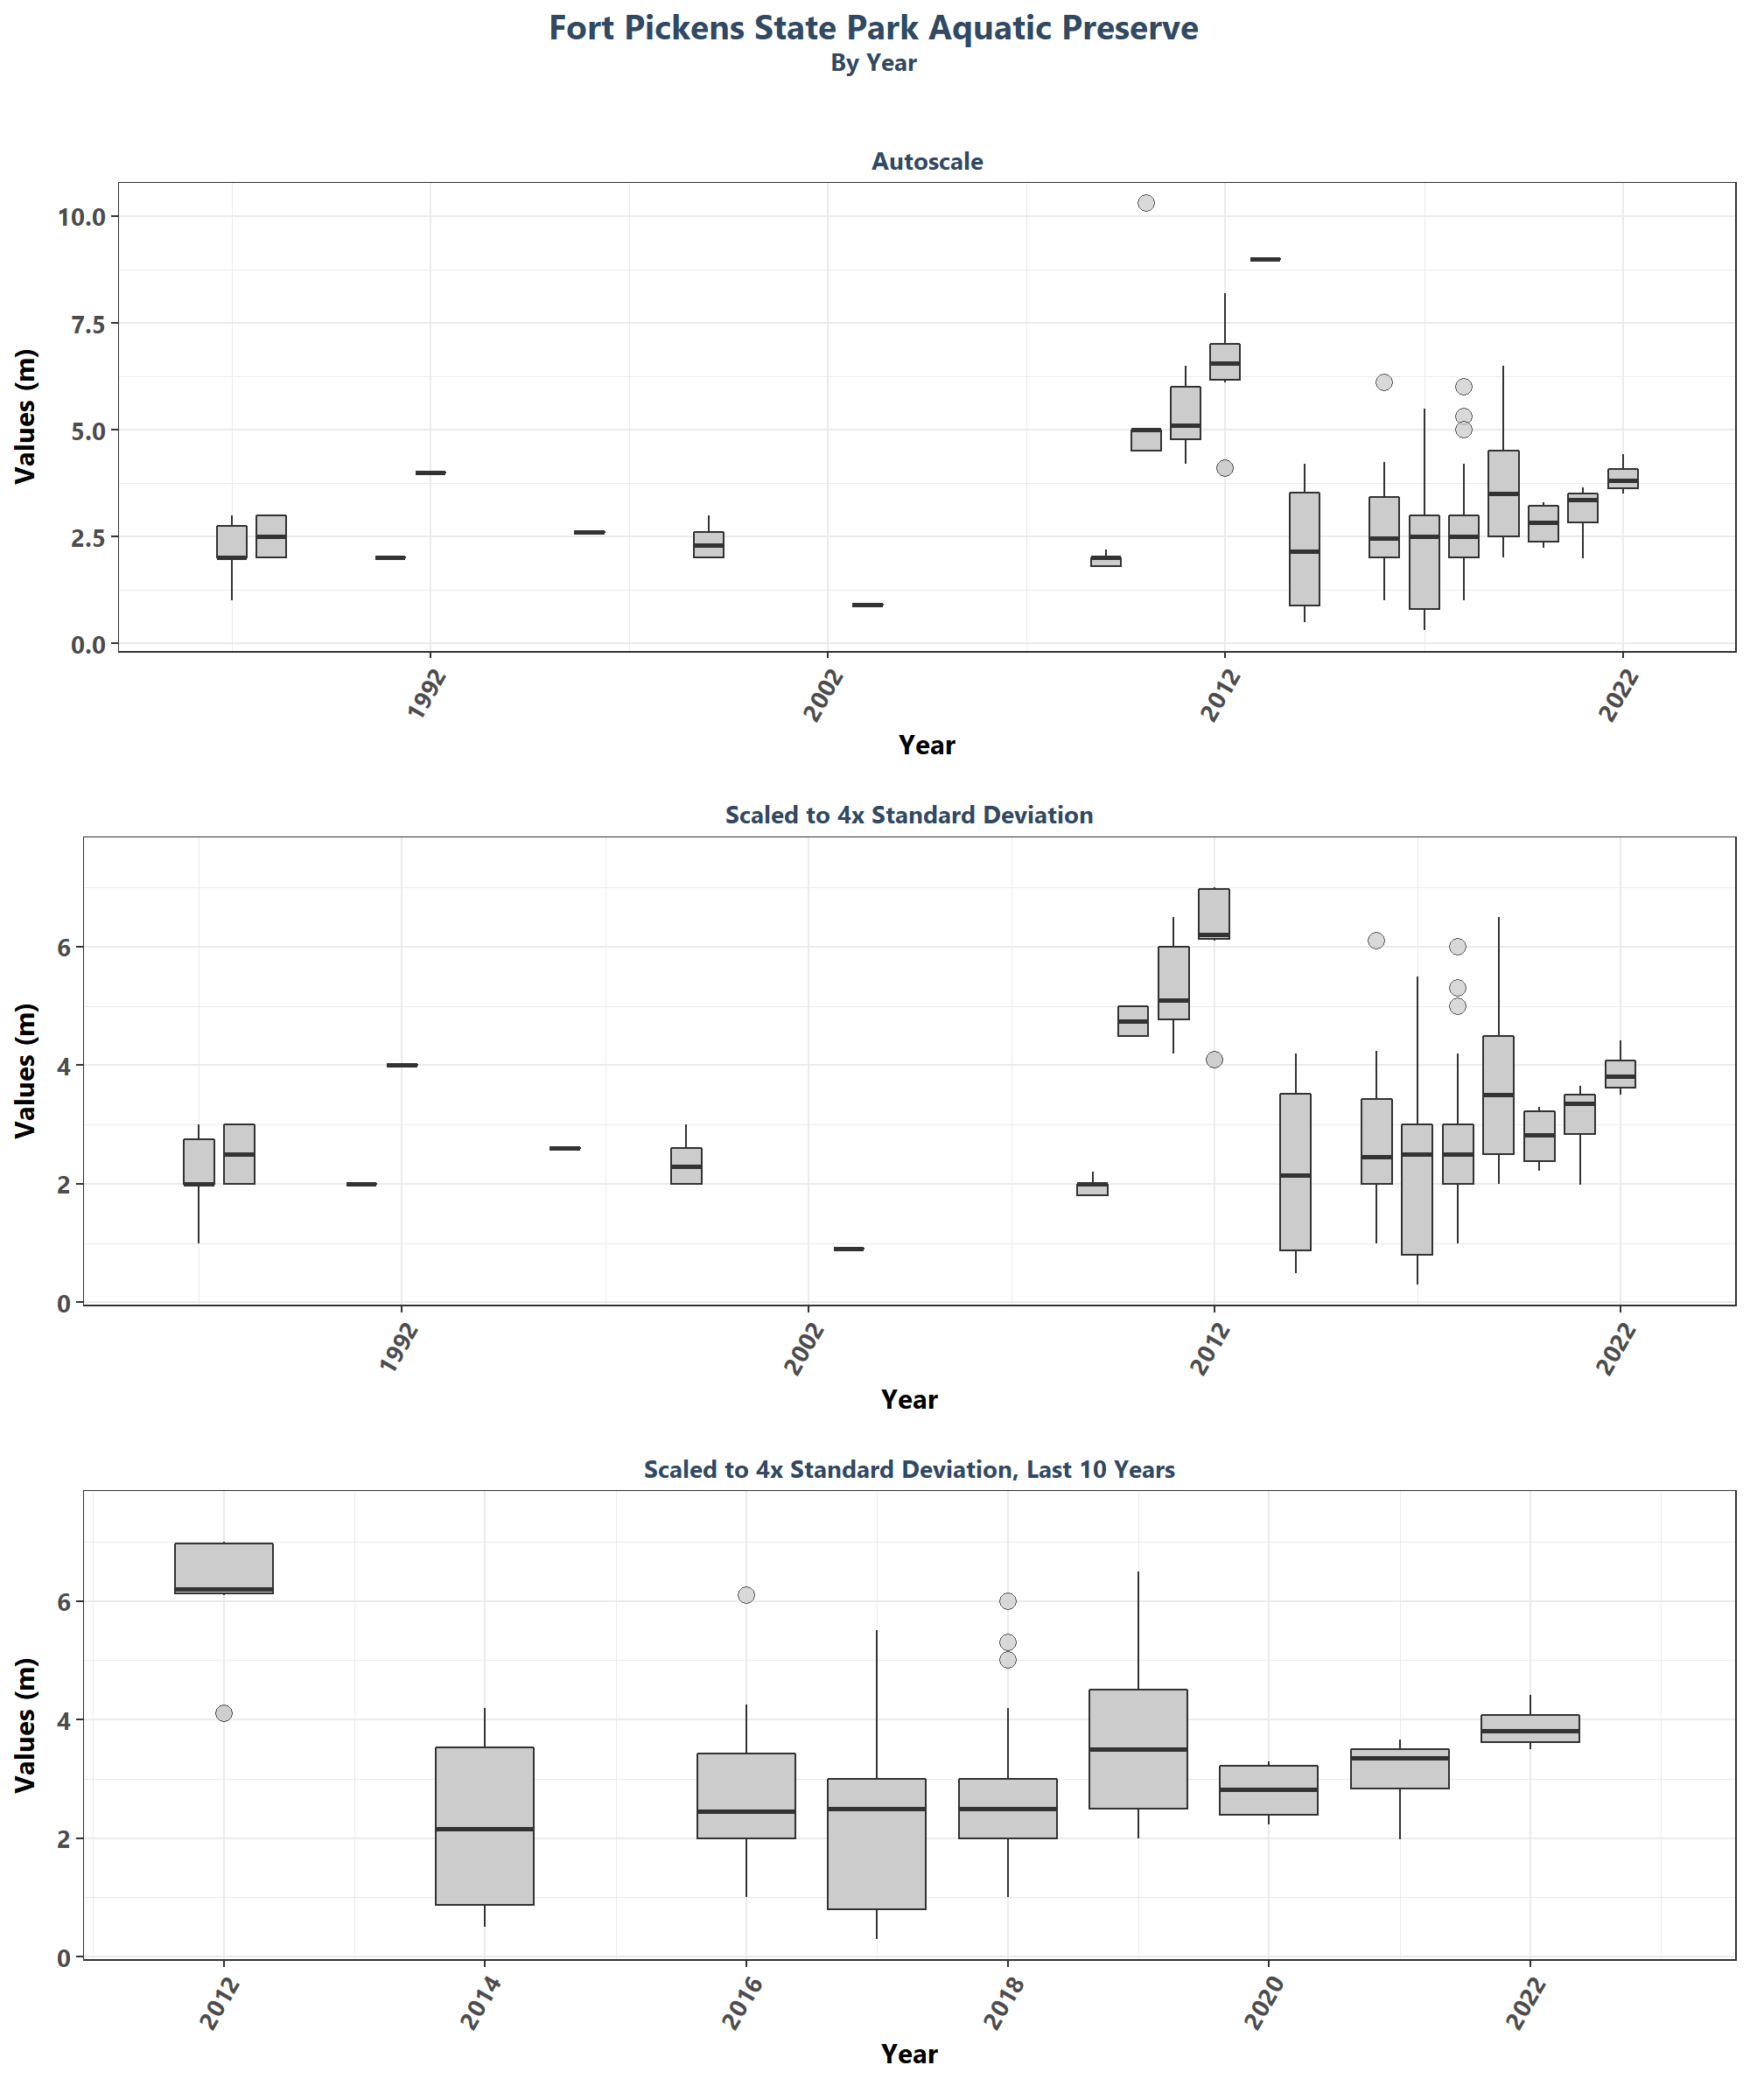 Fort Pickens State Park Aquatic Preserve
By Year
Autoscale
10.0
7.5
5.0
2.5
0.0
Values (m)
1992
2002
2012
2022
Year
Scaled to 4x Standard Deviation
6
4
2
0
Values (m)
1992
2002
2012
2022
Year
Scaled to 4x Standard Deviation, Last 10 Years
6
4
2
0
Values (m)
2012
2014
2016
2018
2020
2022
Year